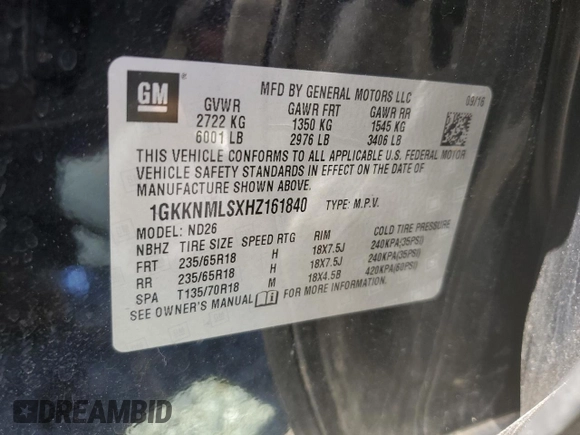 GM
MFD BY GENERAL MOTORS LLC 09/16
GVWR GAWR FRT GAWR RR
2722 KG 1350 KG 1545 KG
6001 LB 2976 LB 3406 LB
THIS VEHICLE CONFORMS TO ALL APPLICABLE U.S. FEDERAL MOTOR
VEHICLE SAFETY STANDARDS IN EFFECT ON THE DATE OF MANUFACTURE
SHOWN ABOVE.
1GKKNMLSXHZ161840 TYPE: M.P.V.
MODEL: ND26
NBHZ TIRE SIZE SPEED RTG RIM COLD TIRE PRESSURE
FRT 235/65R18 H 18X7.5J 240KPA(35PSI)
RR 235/65R18 H 18X7.5J 240KPA(35PSI)
SPA T135/70R18 M 18X4.5B 420KPA(60PSI)
SEE OWNER'S MANUAL FOR MORE INFORMATION.
DREAMBID